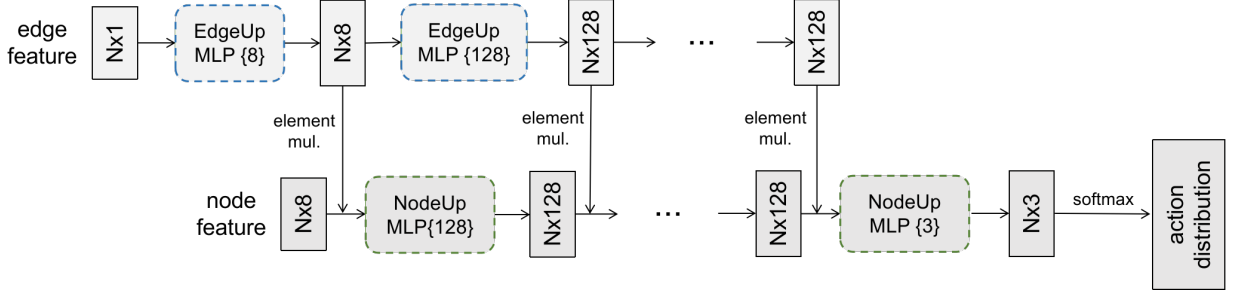 edge
feature
Nx1
EdgeUp
MLP {8}
Nx8
EdgeUp
MLP {128}
Nx128
...
Nx128
element
mul.
element
mul.
element
mul.
node
feature
Nx8
NodeUp
MLP{128}
Nx128
...
Nx128
NodeUp
MLP {3}
Nx3
softmax
action
distribution